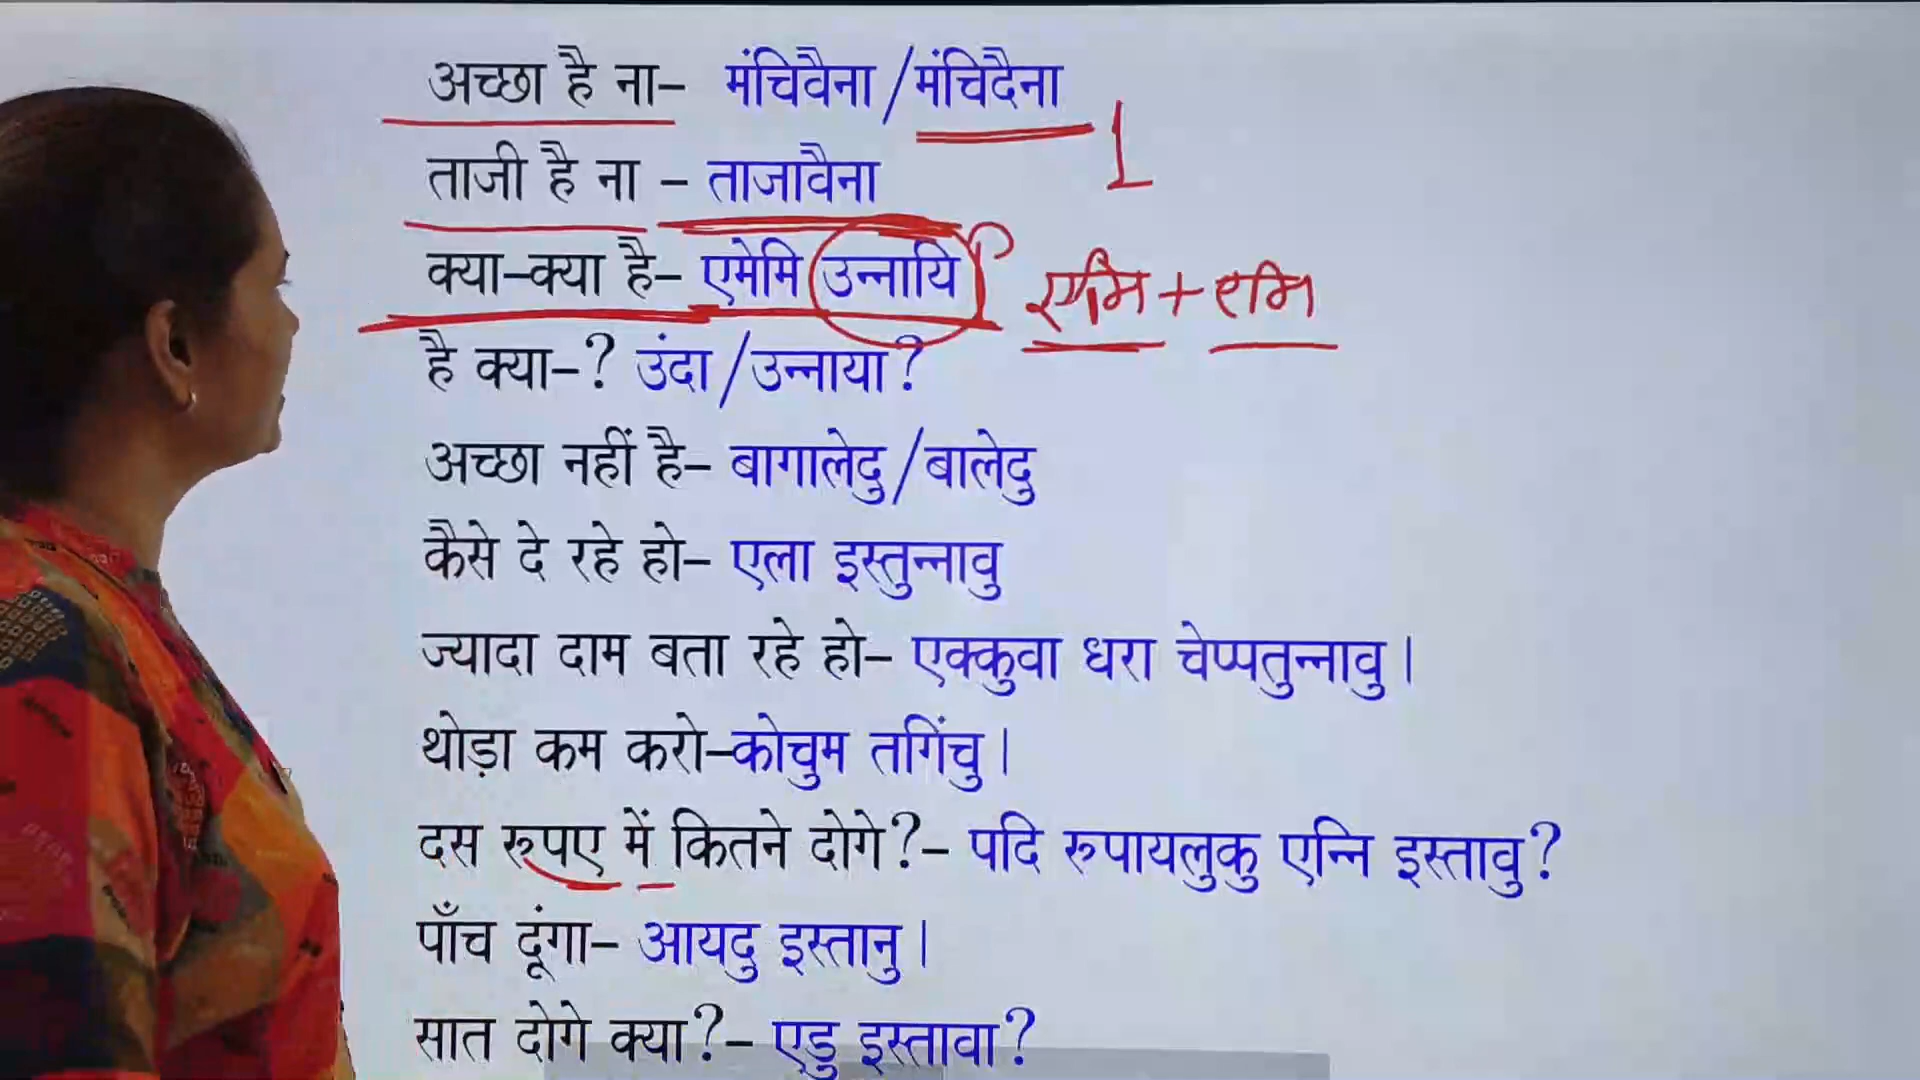 अच्छा है ना– मंचिवैना/मंचिदैना
1
ताजी है ना – ताजावैना
क्या–क्या है– एमेमि उन्नायि
एमि + एमि
है क्या–? उंदा/उन्नाया?
अच्छा नहीं है– बागालेदु/बालेदु
कैसे दे रहे हो– एला इस्तुन्नावु
ज्यादा दाम बता रहे हो– एक्कुवा धरा चेप्पतुन्नावु।
थोड़ा कम करो–कोचुम तगिंचु।
दस रूपए में कितने दोगे?– पदि रुपायलुकु एन्नि इस्तावु?
पाँच दूंगा– आयदु इस्तानु।
सात दोगे क्या?– एडु इस्तावा?